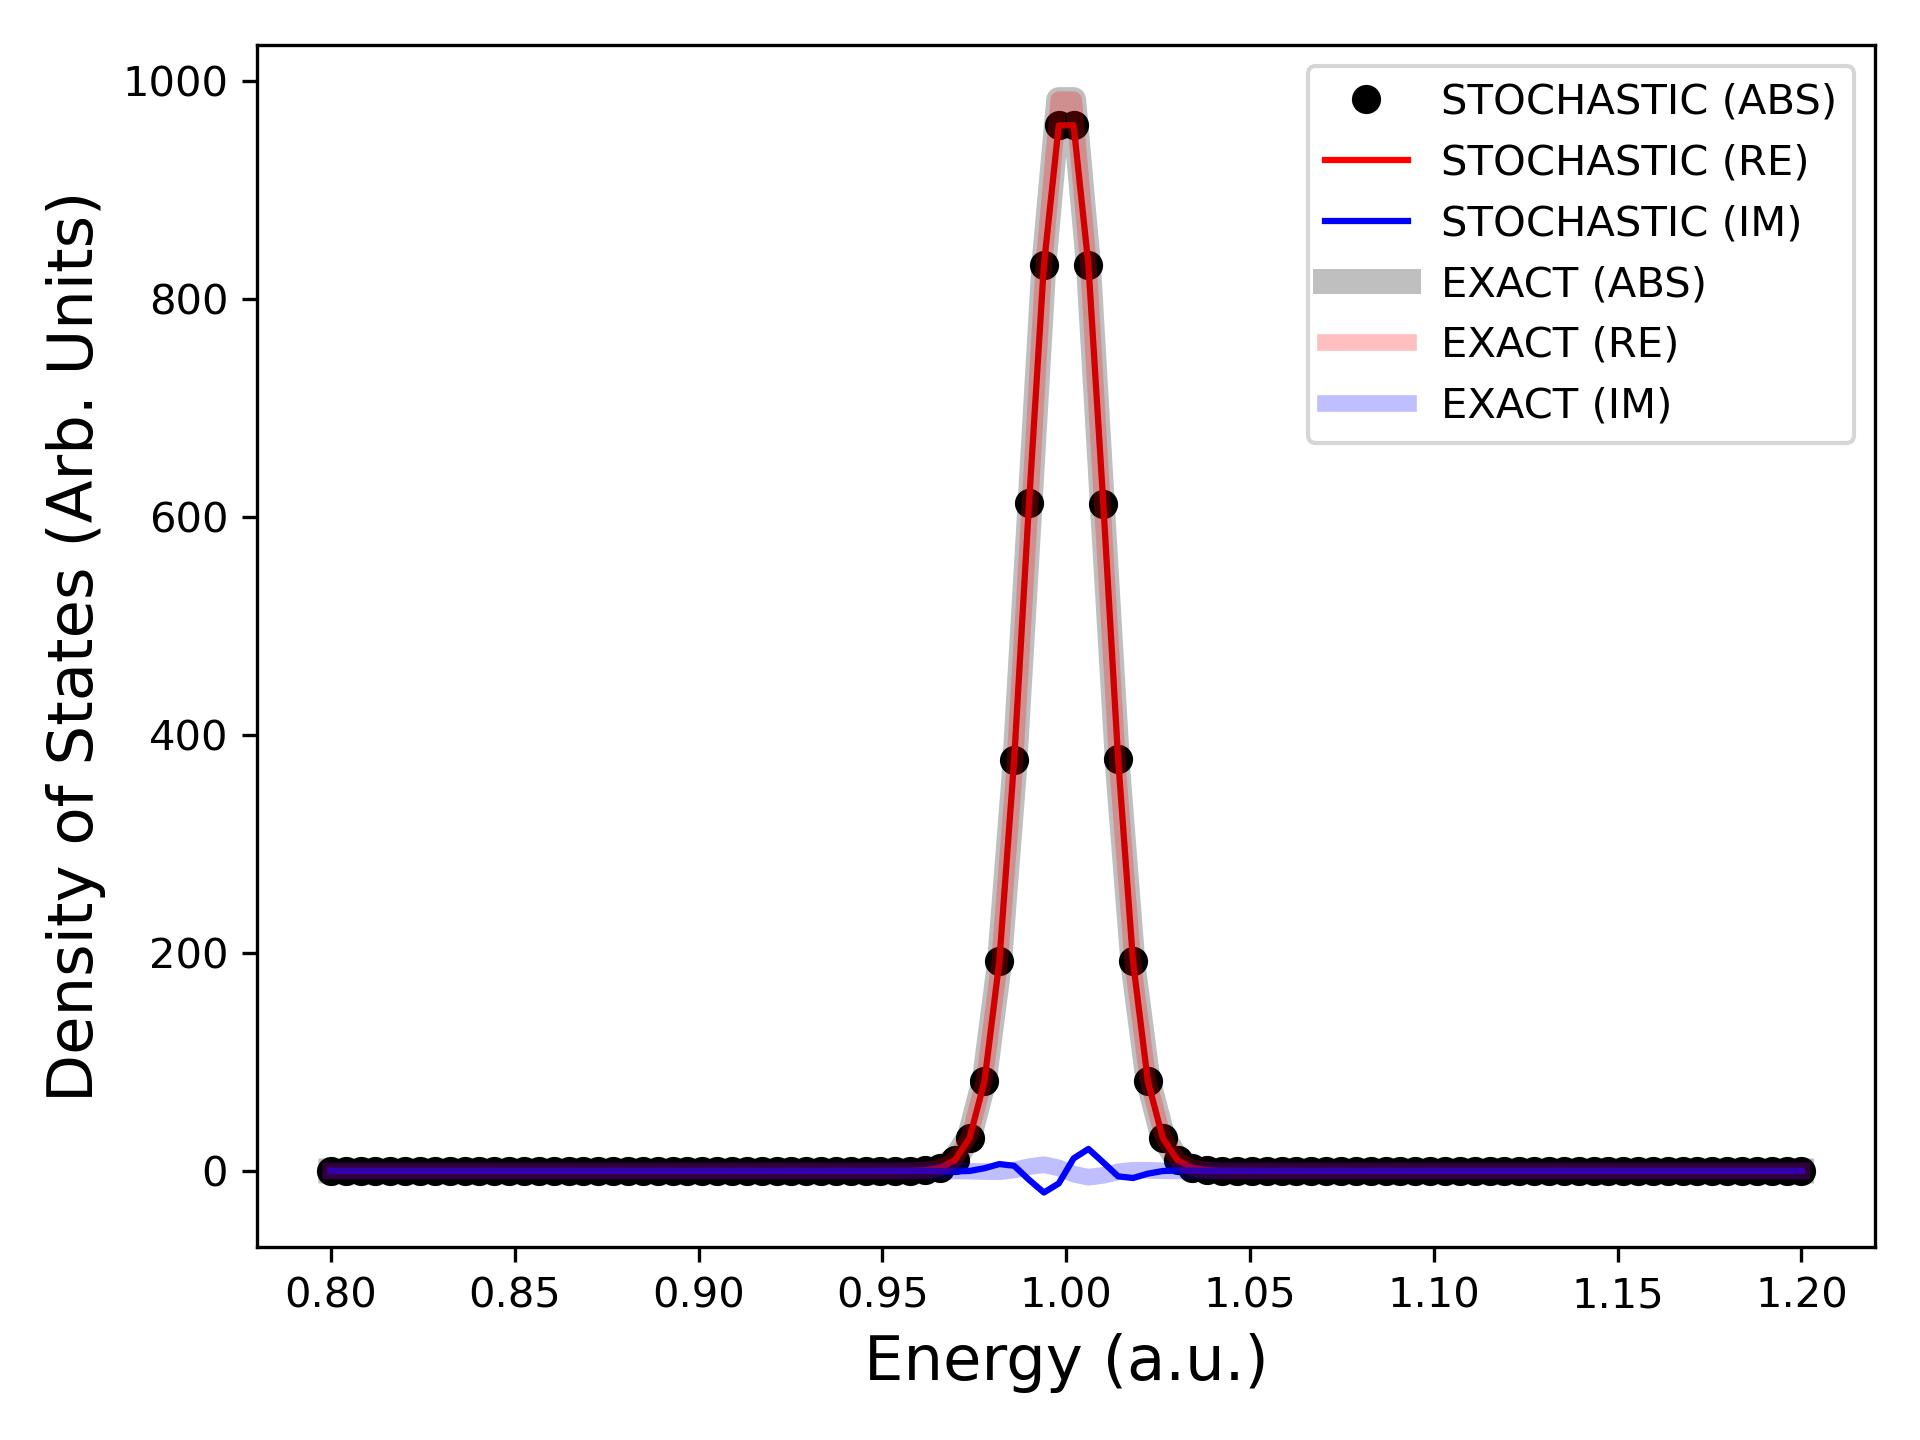 1000
800
600
400
200
0
Density of States (Arb. Units)
STOCHASTIC (ABS)
STOCHASTIC (RE)
STOCHASTIC (IM)
EXACT (ABS)
EXACT (RE)
EXACT (IM)
0.80 0.85 0.90 0.95 1.00 1.05 1.10 1.15 1.20
Energy (a.u.)